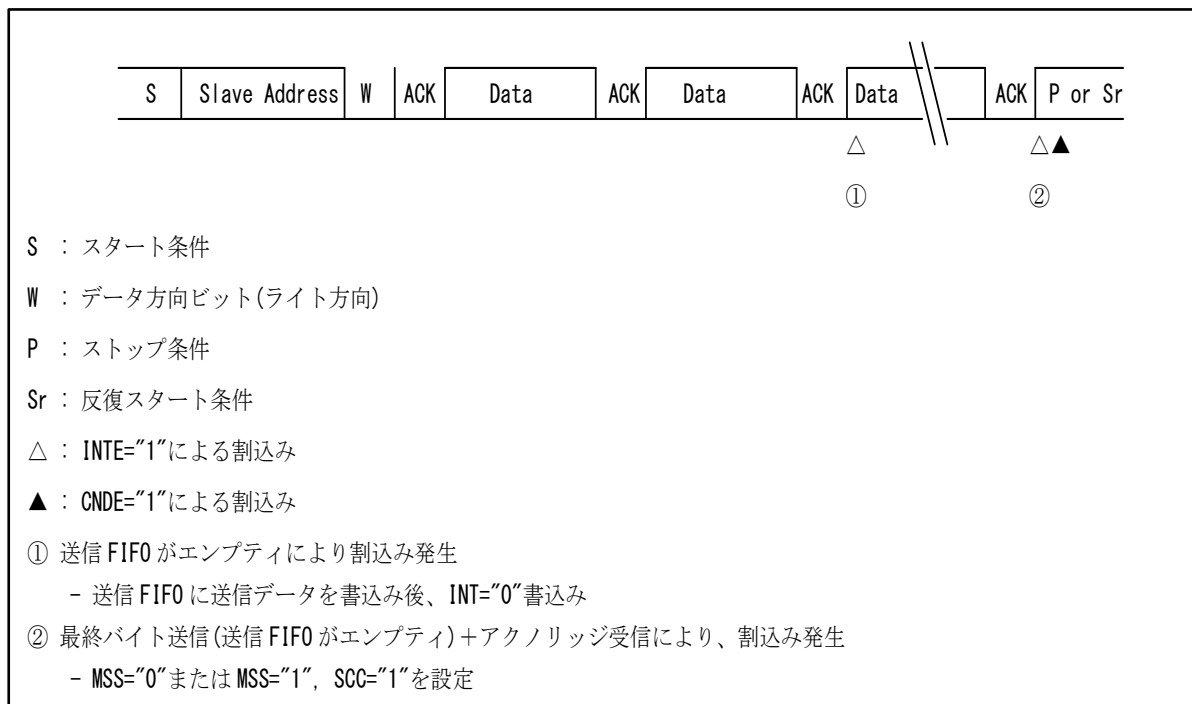 S Slave Address W ACK Data ACK Data ACK Data ACK P or Sr
△ △▲
① ②
S : スタート条件
W : データ方向ビット(ライト方向)
P : ストップ条件
Sr : 反復スタート条件
△ : INTE="1"による割込み
▲ : CNDE="1"による割込み
① 送信FIFOがエンプティにより割込み発生
- 送信FIFOに送信データを書込み後、INT="0"書込み
② 最終バイト送信(送信FIFOがエンプティ)+アクノリッジ受信により、割込み発生
- MSS="0"またはMSS="1", SCC="1"を設定